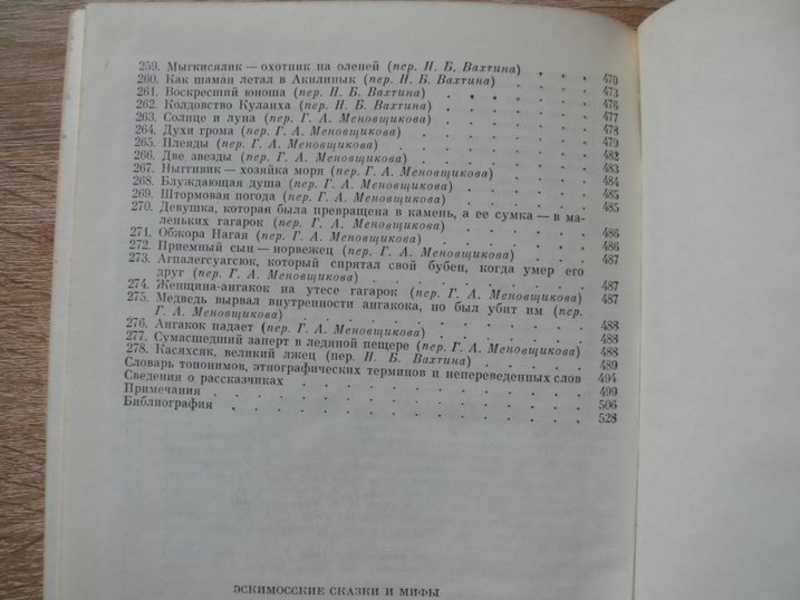 259. Мыгкисялик — охотник на оленей (пер. Н. Б. Вахтина) . . . 470
260. Как шаман летал в Акилинык (пер. Н. Б. Вахтина) . . . . 473
261. Воскресший юноша (пер. Н. Б. Вахтина) . . . . . . 476
262. Колдовство Куланха (пер. Н. Б. Вахтина) . . . . . . 477
263. Солнце и луна (пер. Г. А. Меновщикова) . . . . . . 478
264. Духи грома (пер. Г. А. Меновщикова) . . . . . . 479
265. Плеяды (пер. Г. А. Меновщикова) . . . . . . . 482
266. Две звезды (пер. Г. А. Меновщикова) . . . . . . 483
267. Ныгтивик — хозяйка моря (пер. Г. А. Меновщикова) . . . 484
268. Блуждающая душа (пер. Г. А. Меновщикова) . . . . . 485
269. Штормовая погода (пер. Г. А. Меновщикова) . . . . . 485
270. Девушка, которая была превращена в камень, а ее сумка — в маленьких гагарок (пер. Г. А. Меновщикова) . . . . . 486
271. Обжора Нагая (пер. Г. А. Меновщикова) . . . . . 486
272. Приемный сын — норвежец (пер. Г. А. Меновщикова) . . . 487
273. Агпалегсуагсюк, который спрятал свой бубен, когда умер его
друг (пер. Г. А. Меновщикова) . . . . . . . 487
274. Женщина-ангакок на утесе гагарок (пер. Г. А. Меновщикова) 487
275. Медведь вырвал внутренности ангакока, но был убит им (пер.
Г. А. Меновщикова) . . . . . . . . . 488
276. Ангакок падает (пер. Г. А. Меновщикова) . . . . . 488
277. Сумасшедший заперт в ледяной пещере (пер. Г. А. Меновщикова) 488
278. Касяхсяк, великий лжец (пер. Н. Б. Вахтина) . . . . 489
Словарь топонимов, этнографических терминов и непереведенных слов 494
Сведения о рассказчиках . . . . . . . . . 499
Примечания . . . . . . . . . . . 506
Библиография . . . . . . . . . . . 528
ЭСКИМОССКИЕ СКАЗКИ И МИФЫ